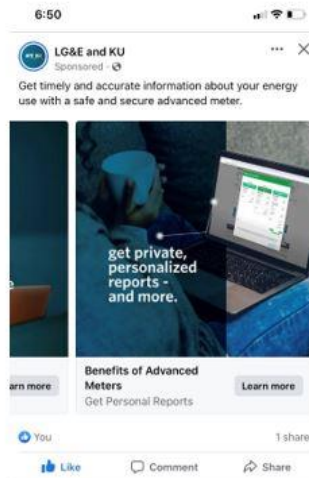 6:50
LG&E and KU
Sponsored ·
Get timely and accurate information about your energy
use with a safe and secure advanced meter.
get private,
personalized
reports -
and more.
Benefits of Advanced
Meters
Get Personal Reports
arn more
Learn more
You
1 share
Like
Comment
Share